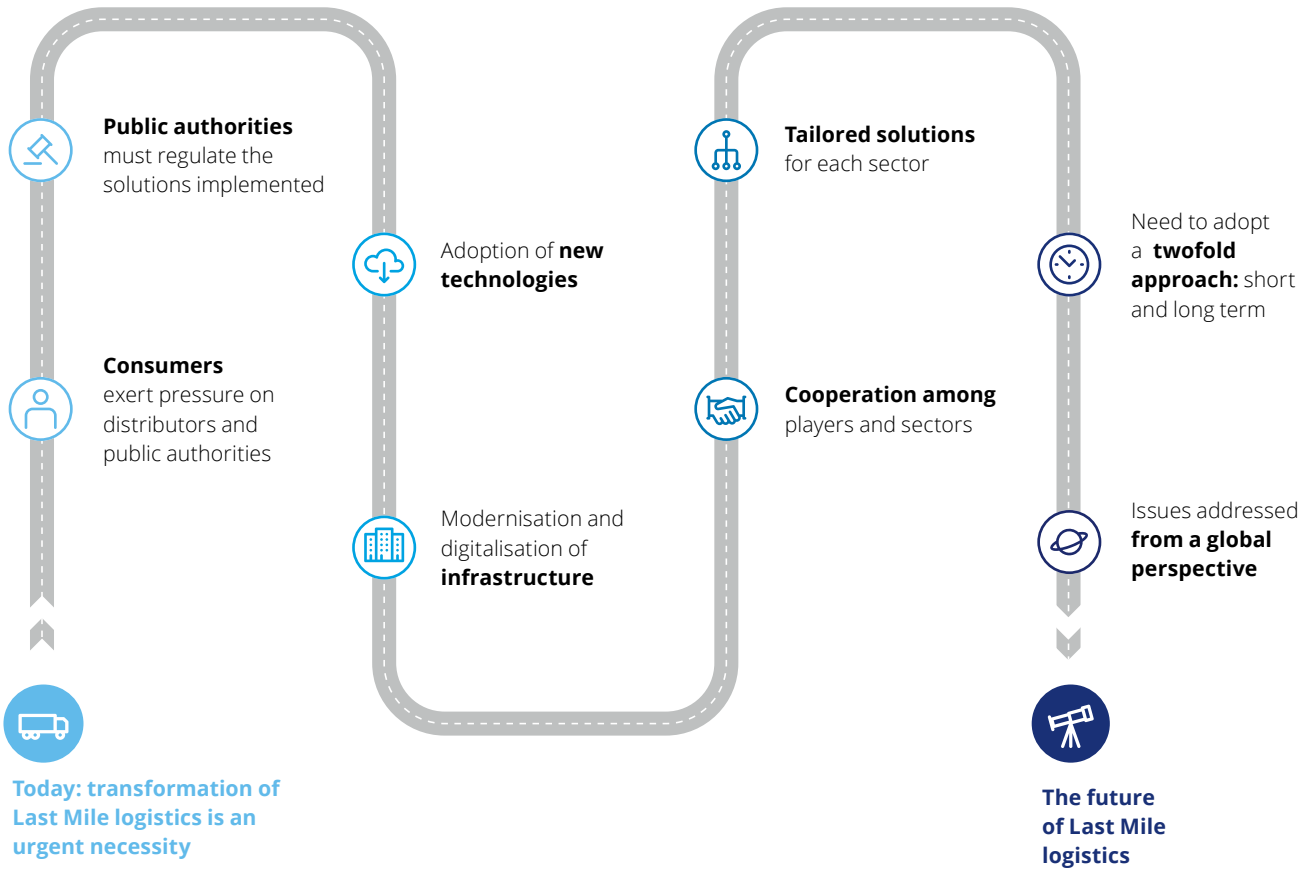 Public authorities
must regulate the
solutions implemented
Consumers
exert pressure on
distributors and
public authorities
Today: transformation of
Last Mile logistics is an
urgent necessity
Adoption of new
technologies
Modernisation and
digitalisation of
infrastructure
Tailored solutions
for each sector
Cooperation among
players and sectors
Need to adopt
a twofold
approach: short
and long term
Issues addressed
from a global
perspective
The future
of Last Mile
logistics